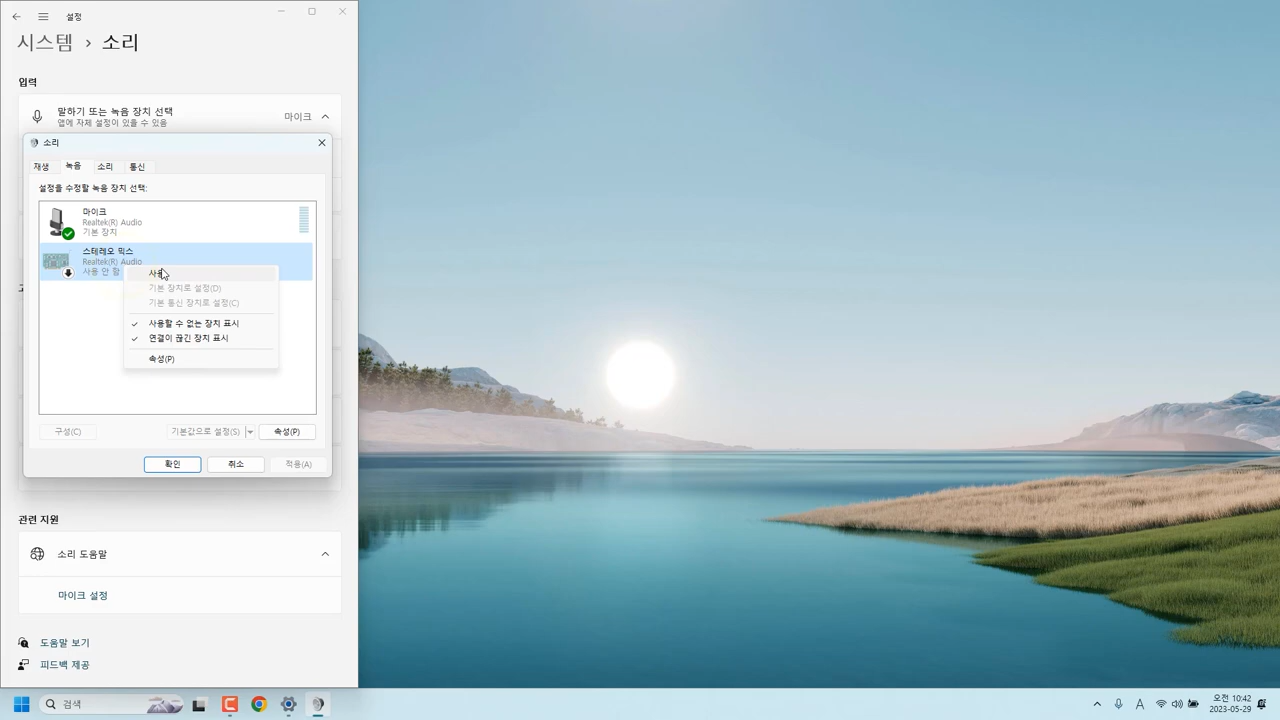 설정
시스템 › 소리
입력
말하기 또는 녹음 장치 선택
앱에 자체 설정이 있을 수 있음
마이크
소리
재생 녹음 소리 통신
설정을 수정할 녹음 장치 선택:
마이크
Realtek(R) Audio
기본 장치
스테레오 믹스
Realtek(R) Audio
사용 안 함
사용
기본 장치로 설정(D)
기본 통신 장치로 설정(C)
사용할 수 없는 장치 표시
연결이 끊긴 장치 표시
속성(P)
구성(C) 기본값으로 설정(S) 속성(P)
확인 취소 적용(A)
관련 지원
소리 도움말
마이크 설정
도움말 보기
피드백 제공
검색
A
오전 10:42
2023-05-29